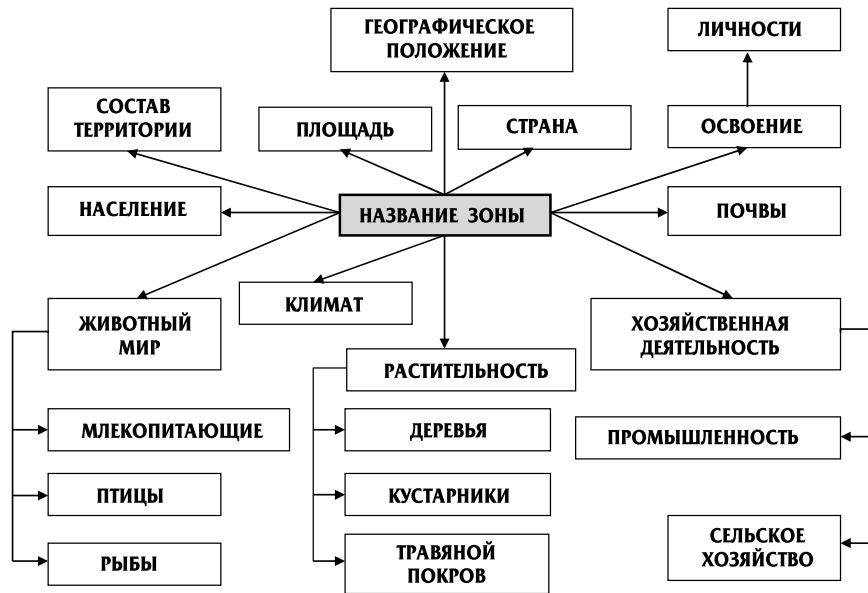 ГЕОГРАФИЧЕСКОЕ
ПОЛОЖЕНИЕ
ЛИЧНОСТИ
СОСТАВ
ТЕРРИТОРИИ
ПЛОЩАДЬ
СТРАНА
ОСВОЕНИЕ
НАСЕЛЕНИЕ
НАЗВАНИЕ ЗОНЫ
ПОЧВЫ
ЖИВОТНЫЙ
МИР
КЛИМАТ
ХОЗЯЙСТВЕННАЯ
ДЕЯТЕЛЬНОСТЬ
РАСТИТЕЛЬНОСТЬ
МЛЕКОПИТАЮЩИЕ
ДЕРЕВЬЯ
ПРОМЫШЛЕННОСТЬ
ПТИЦЫ
КУСТАРНИКИ
РЫБЫ
ТРАВЯНОЙ
ПОКРОВ
СЕЛЬСКОЕ
ХОЗЯЙСТВО